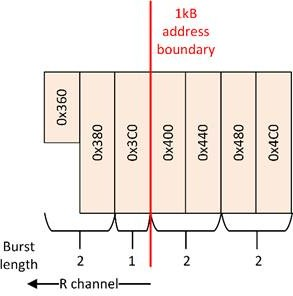 1kB
address
boundary
0x360
0x380
0x3C0
0x400
0x440
0x480
0x4C0
Burst
length
2
1
2
2
R channel